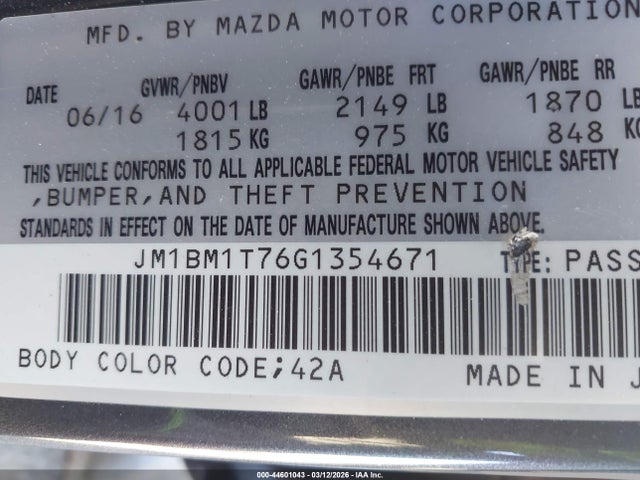 MFD. BY MAZDA MOTOR CORPORATION
DATE GVWR/PNBV GAWR/PNBE FRT GAWR/PNBE RR
06/16 4001 LB 2149 LB 1870 LB
1815 KG 975 KG 848 KG
THIS VEHICLE CONFORMS TO ALL APPLICABLE FEDERAL MOTOR VEHICLE SAFETY
,BUMPER,AND THEFT PREVENTION
STANDARDS IN EFFECT ON THE DATE OF MANUFACTURE SHOWN ABOVE.
JM1BM1T76G1354671 TYPE: PASS
BODY COLOR CODE;42A MADE IN J
000-44601043 - 03/12/2026 - IAA Inc.